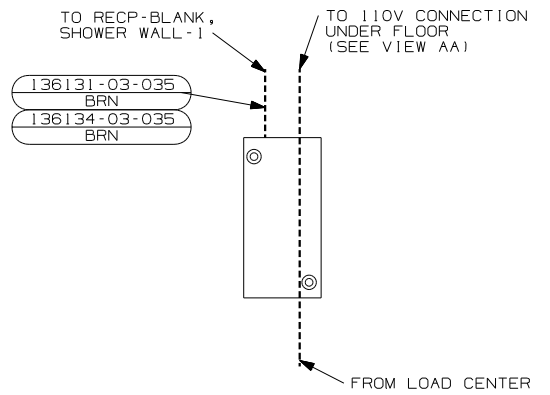 TO RECP-BLANK,
SHOWER WALL-1
TO 110V CONNECTION
UNDER FLOOR
(SEE VIEW AA)
136131-03-035
BRN
136134-03-035
BRN
FROM LOAD CENTER